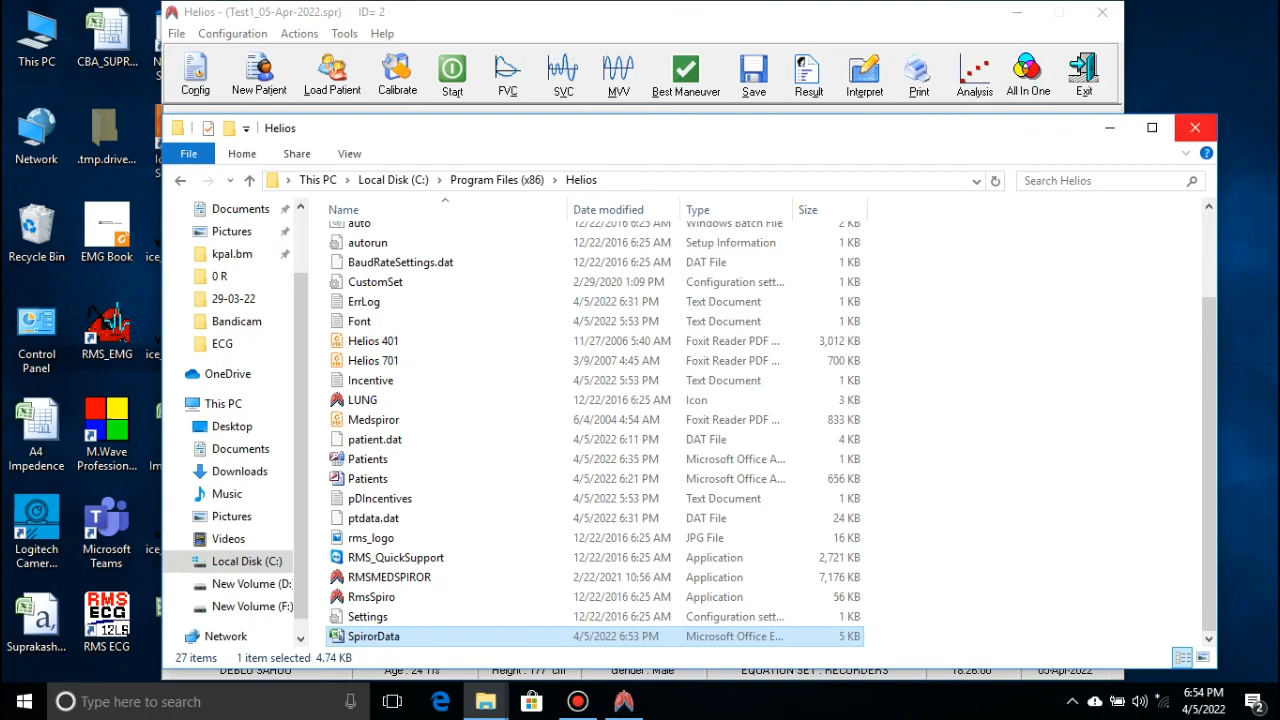 Helios - (Test1_05-Apr-2022.spr) ID= 2
File Configuration Actions Tools Help
Config New Patient Load Patient Calibrate Start FVC SVC MVV Best Maneuver Save Result Interpret Print Analysis All In One Exit
This PC
CBA_SUPR...
Network
.tmp.drive...
Recycle Bin
EMG Book
Control
Panel
RMS_EMG
A4
Impedence
M.Wave
Profession...
Logitech
Camer...
Microsoft
Teams
Suprakash...
RMS
ECG
12LS
RMS ECG
Helios
File Home Share View
This PC > Local Disk (C:) > Program Files (x86) > Helios
Search Helios
Documents
Pictures
kpal.bm
0 R
29-03-22
Bandicam
ECG
OneDrive
This PC
Desktop
Documents
Downloads
Music
Pictures
Videos
Local Disk (C:)
New Volume (D:
New Volume (F:)
Network
Name Date modified Type Size
auto 12/22/2016 6:25 AM Windows Batch File 2 KB
autorun 12/22/2016 6:25 AM Setup Information 1 KB
BaudRateSettings.dat 12/22/2016 6:25 AM DAT File 1 KB
CustomSet 2/29/2020 1:09 PM Configuration sett... 1 KB
ErrLog 4/5/2022 6:31 PM Text Document 1 KB
Font 4/5/2022 5:53 PM Text Document 1 KB
Helios 401 11/27/2006 5:40 AM Foxit Reader PDF ... 3,012 KB
Helios 701 3/9/2007 4:45 AM Foxit Reader PDF ... 700 KB
Incentive 4/5/2022 5:53 PM Text Document 1 KB
LUNG 12/22/2016 6:25 AM Icon 3 KB
Medspiror 6/4/2004 4:54 AM Foxit Reader PDF ... 833 KB
patient.dat 4/5/2022 6:11 PM DAT File 4 KB
Patients 4/5/2022 6:35 PM Microsoft Office A... 1 KB
Patients 4/5/2022 6:21 PM Microsoft Office A... 656 KB
pDIncentives 4/5/2022 5:53 PM Text Document 1 KB
ptdata.dat 4/5/2022 6:31 PM DAT File 24 KB
rms_logo 12/22/2016 6:25 AM JPG File 16 KB
RMS_QuickSupport 12/22/2016 6:25 AM Application 2,721 KB
RMSMEDSPIROR 2/22/2021 10:56 AM Application 7,176 KB
RmsSpiro 12/22/2016 6:25 AM Application 56 KB
Settings 12/22/2016 6:25 AM Configuration sett... 1 KB
SpirorData 4/5/2022 6:53 PM Microsoft Office E... 5 KB
27 items 1 item selected 4.74 KB
Type here to search
6:54 PM
4/5/2022
2